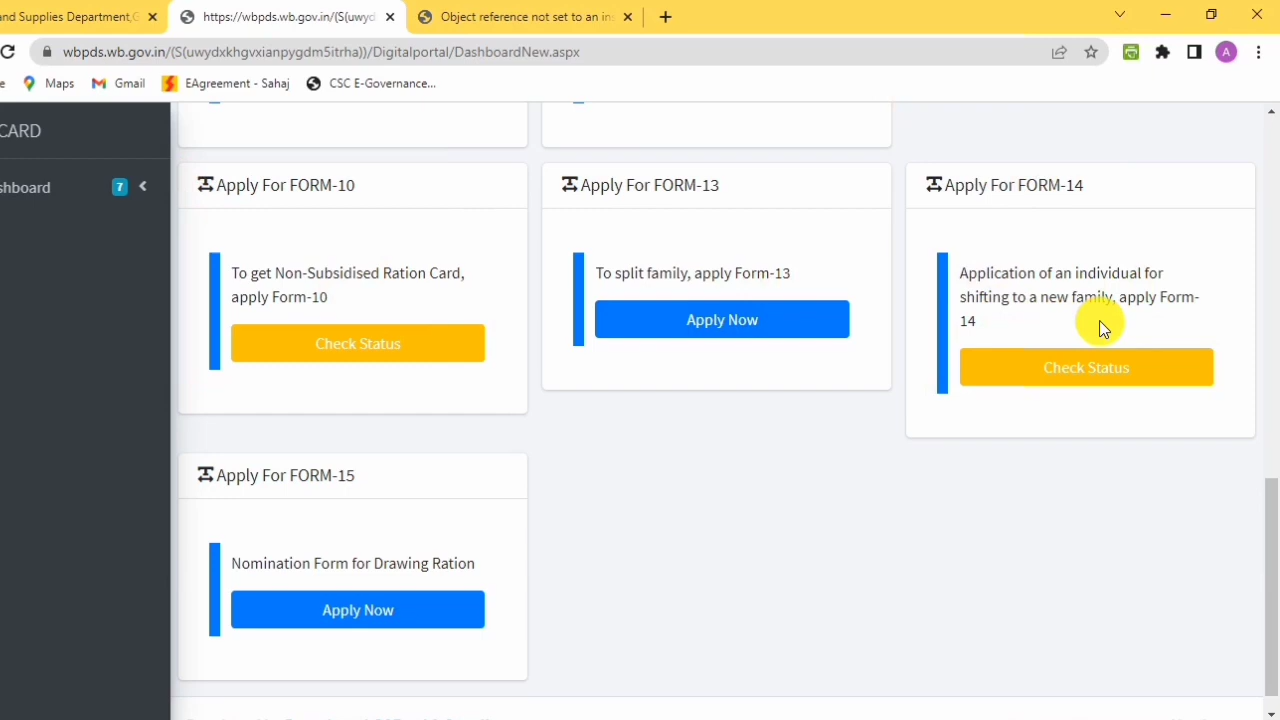 and Supplies Department,G
https://wbpds.wb.gov.in/(S(uwyd
Object reference not set to an in
wbpds.wb.gov.in/(S(uwydxkhgvxianpygdm5itrha))/Digitalportal/DashboardNew.aspx
A
e
Maps
Gmail
EAgreement - Sahaj
CSC E-Governance...
CARD
shboard
7
Apply For FORM-10
To get Non-Subsidised Ration Card,
apply Form-10
Check Status
Apply For FORM-13
To split family, apply Form-13
Apply Now
Apply For FORM-14
Application of an individual for
shifting to a new family, apply Form-
14
Check Status
Apply For FORM-15
Nomination Form for Drawing Ration
Apply Now